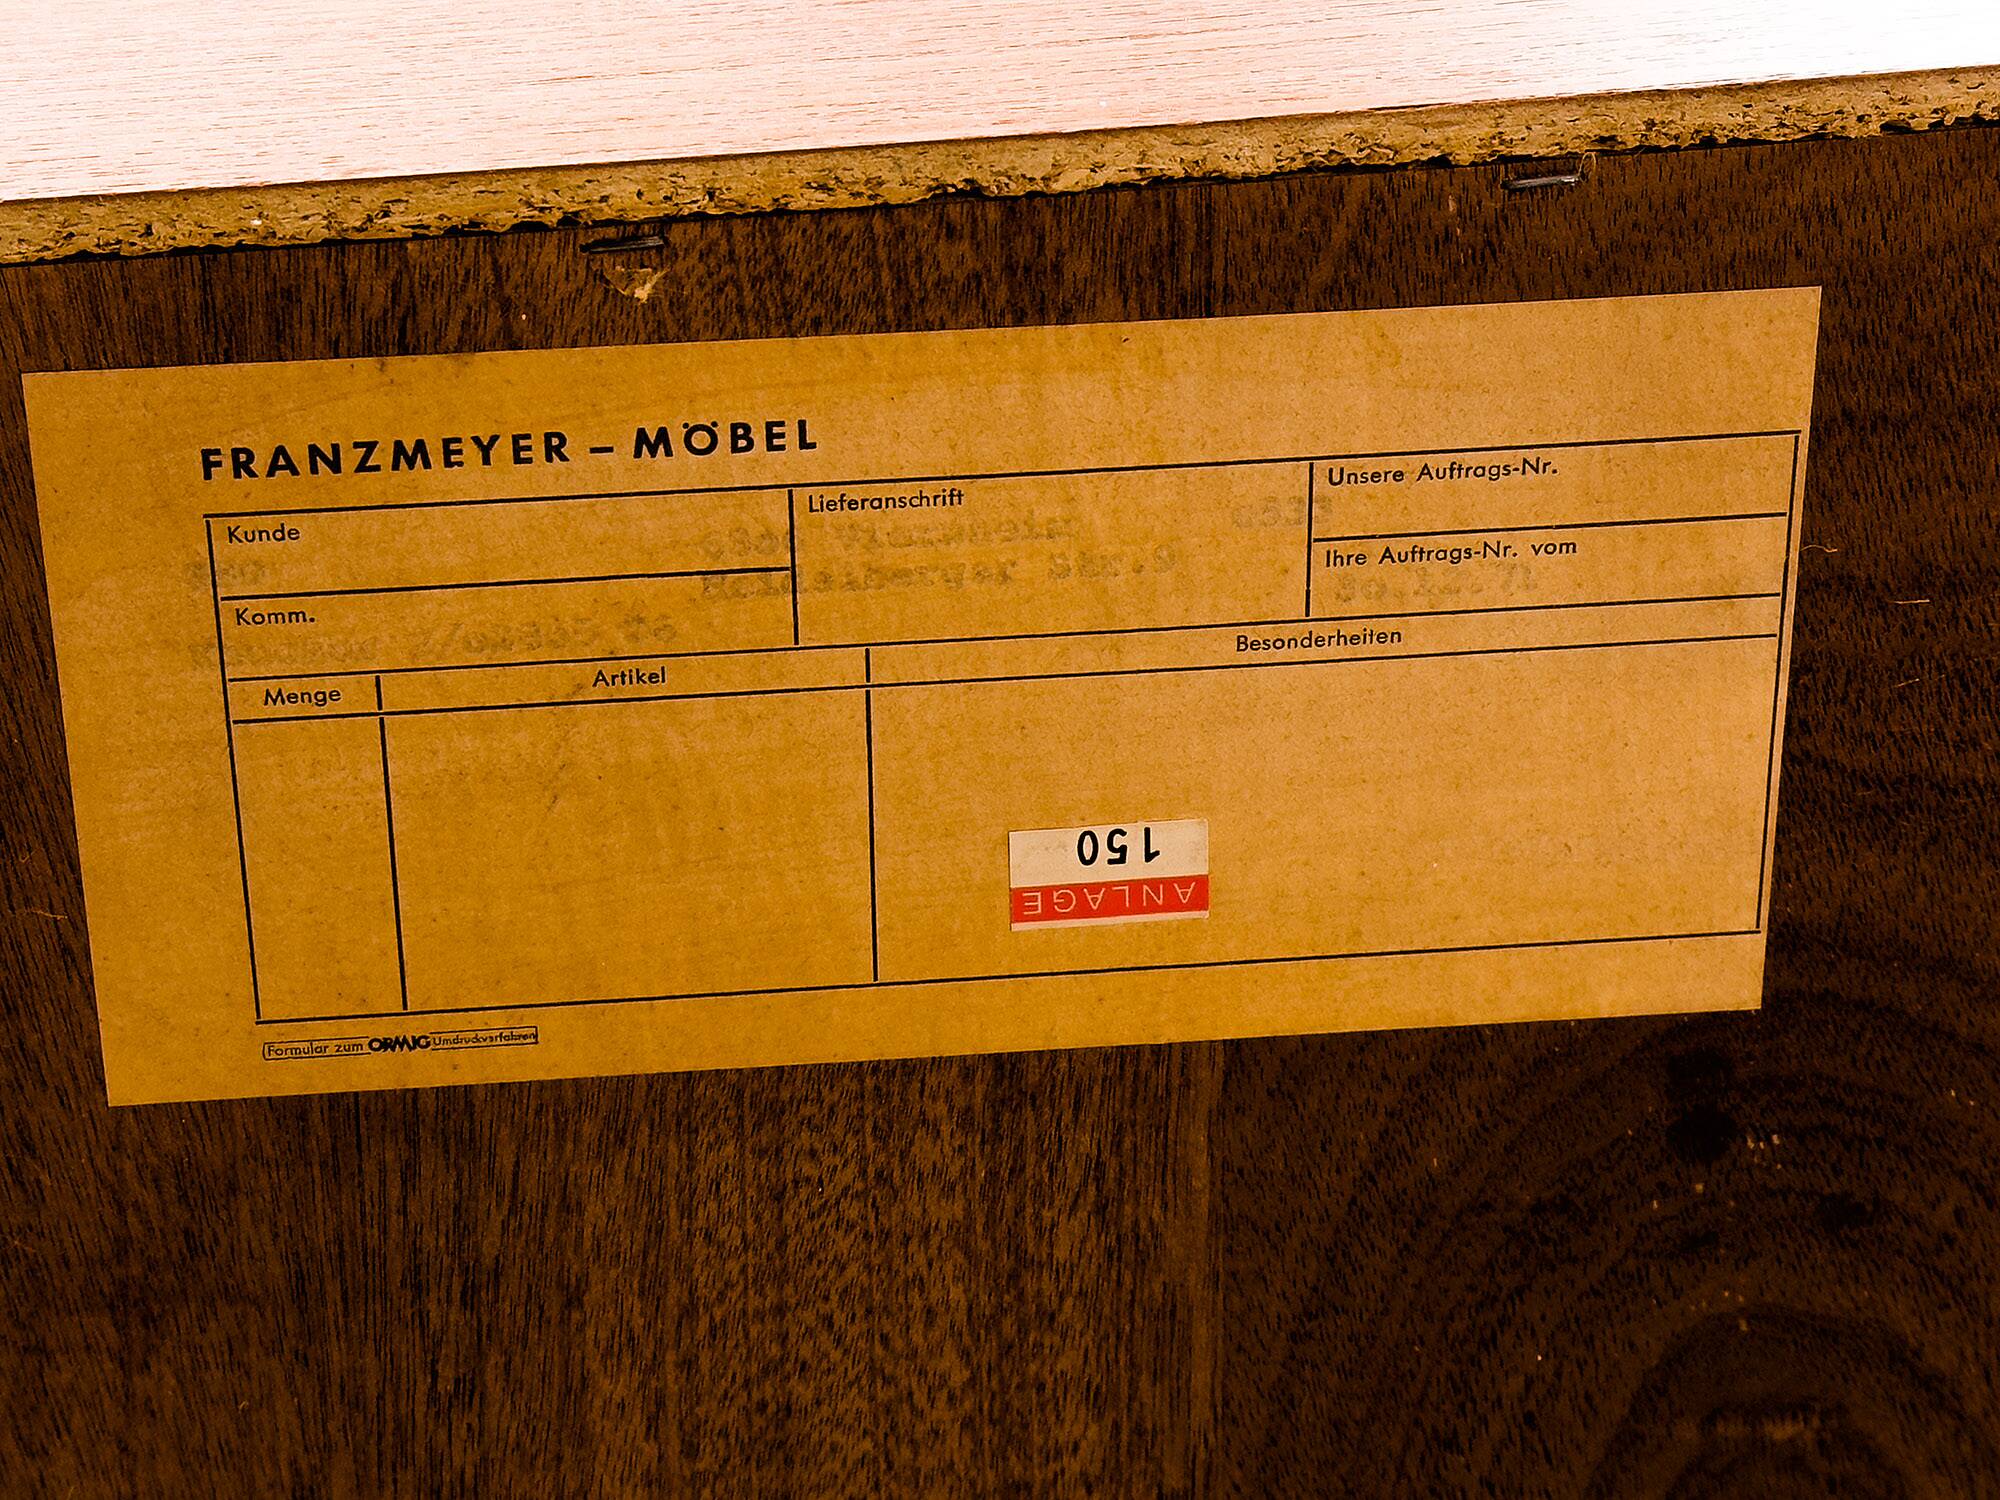 FRANZMEYER – MÖBEL
Kunde
Lieferanschrift
Unsere Auftrags-Nr.
Ihre Auftrags-Nr. vom
Komm.
Menge
Artikel
Besonderheiten
150
ANLAGE
Formular zum ORMIG Umdruckverfahren